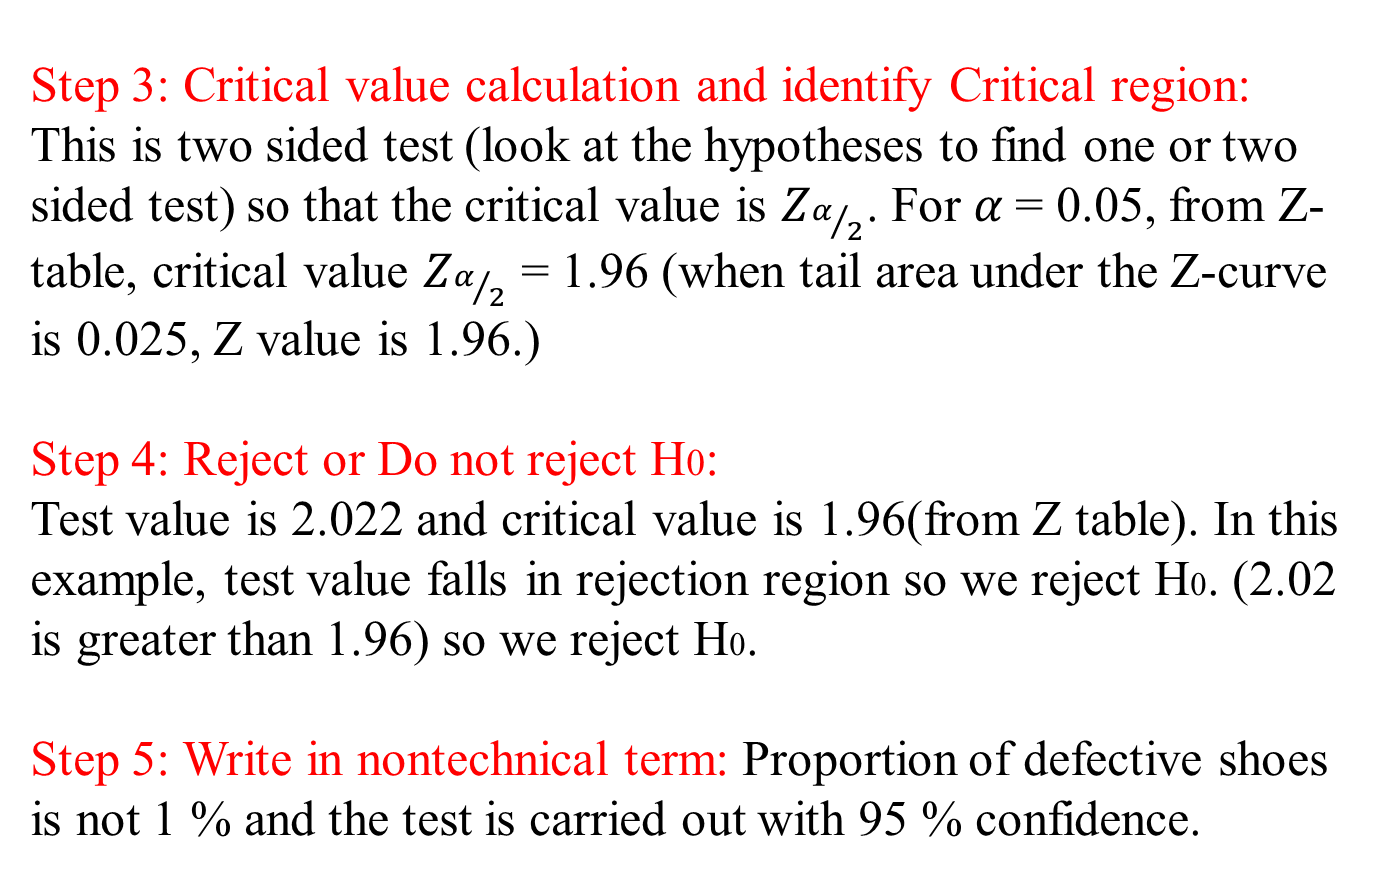 Step 3: Critical value calculation and identify Critical region:
This is two sided test (look at the hypotheses to find one or two
sided test) so that the critical value is 𝑍𝛼/₂. For 𝛼 = 0.05, from Z-
table, critical value 𝑍𝛼/₂ = 1.96 (when tail area under the Z-curve
is 0.025, Z value is 1.96.)
Step 4: Reject or Do not reject H₀:
Test value is 2.022 and critical value is 1.96(from Z table). In this
example, test value falls in rejection region so we reject H₀. (2.02
is greater than 1.96) so we reject H₀.
Step 5: Write in nontechnical term: Proportion of defective shoes
is not 1 % and the test is carried out with 95 % confidence.